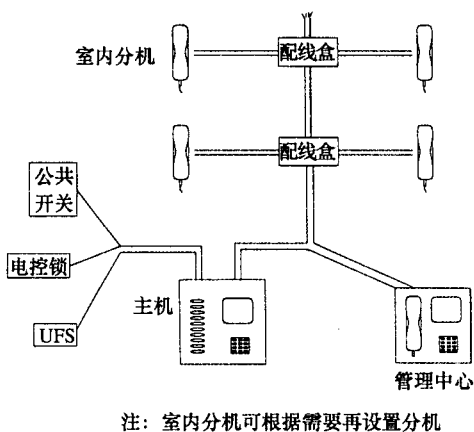 配线盒
室内分机
配线盒
公共
开关
电控锁
主机
UFS
管理中心
注：室内分机可根据需要再设置分机